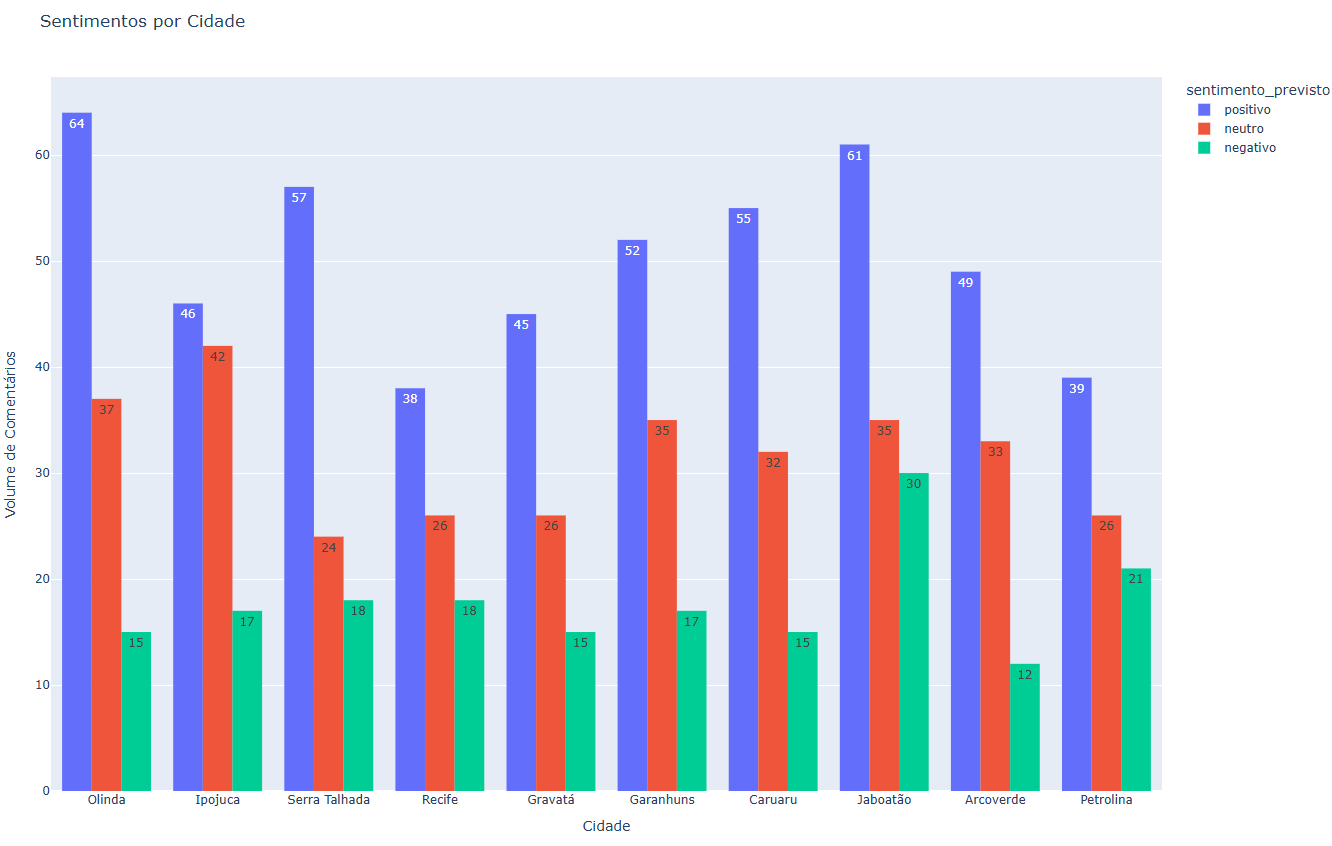 Sentimentos por Cidade
sentimento_previsto
positivo
neutro
negativo
Volume de Comentários
60
50
40
30
20
10
0
64
37
15
46
42
17
57
24
18
38
26
18
45
26
15
52
35
17
55
32
15
61
35
30
49
33
12
39
26
21
Olinda
Ipojuca
Serra Talhada
Recife
Gravatá
Garanhuns
Caruaru
Jaboatão
Arcoverde
Petrolina
Cidade